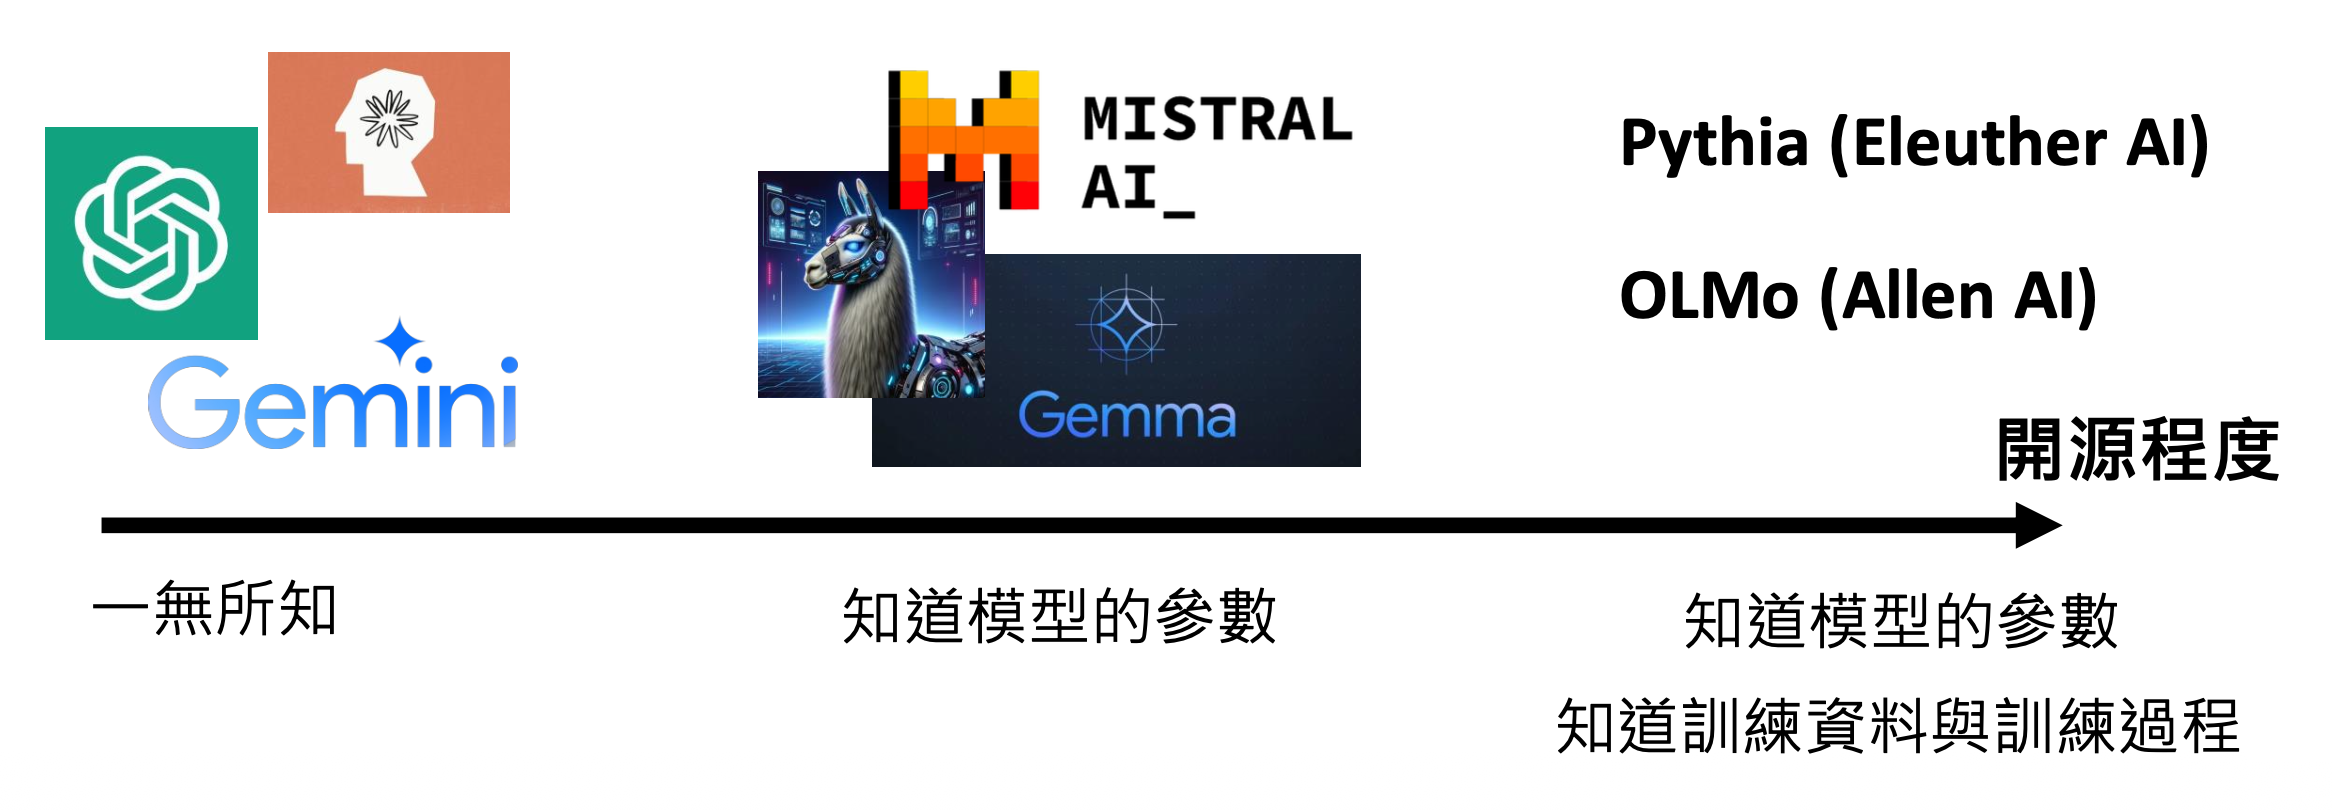 Gemini
MISTRAL
AI_
Gemma
Pythia (Eleuther AI)
OLMo (Allen AI)
開源程度
一無所知
知道模型的參數
知道模型的參數
知道訓練資料與訓練過程